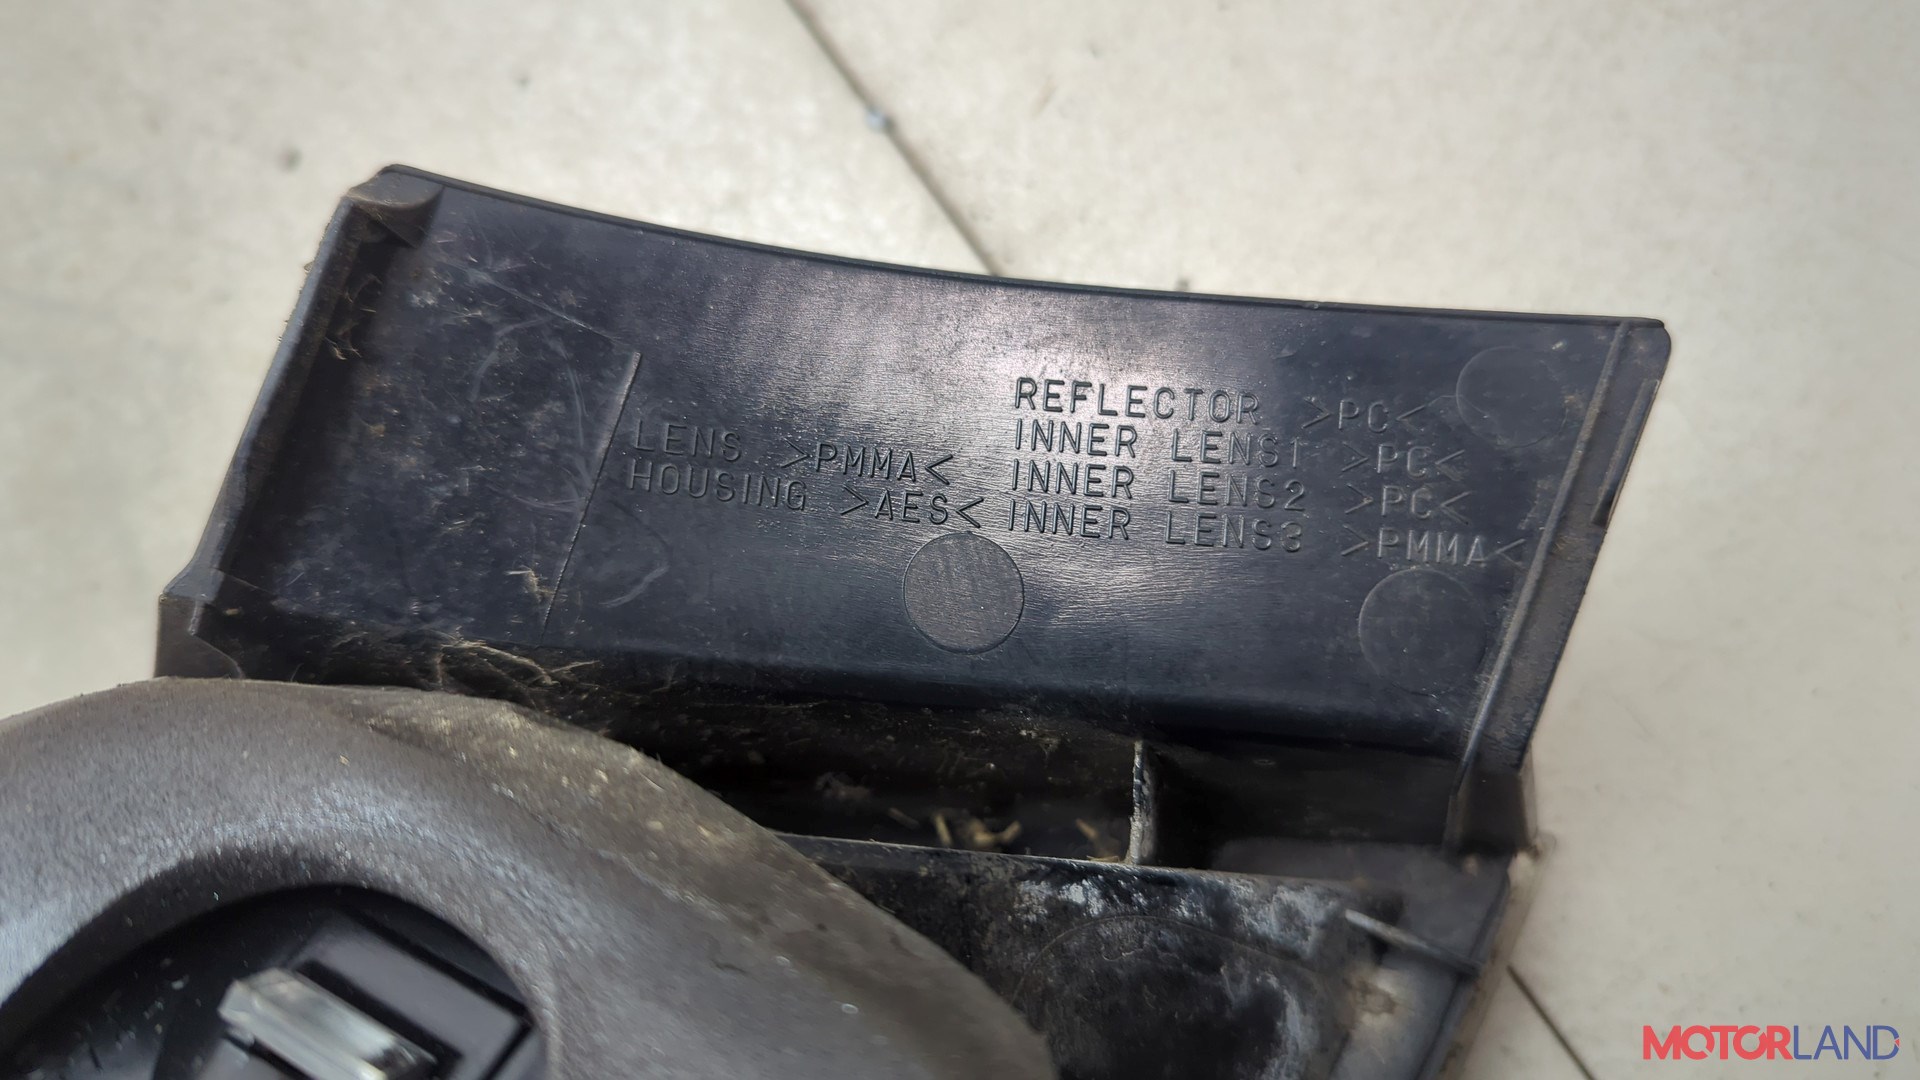 LENS >PMMA<
HOUSING >AES<
REFLECTOR >PC<
INNER LENS1 >PC<
INNER LENS2 >PC<
INNER LENS3 >PMMA<
MOTORLAND